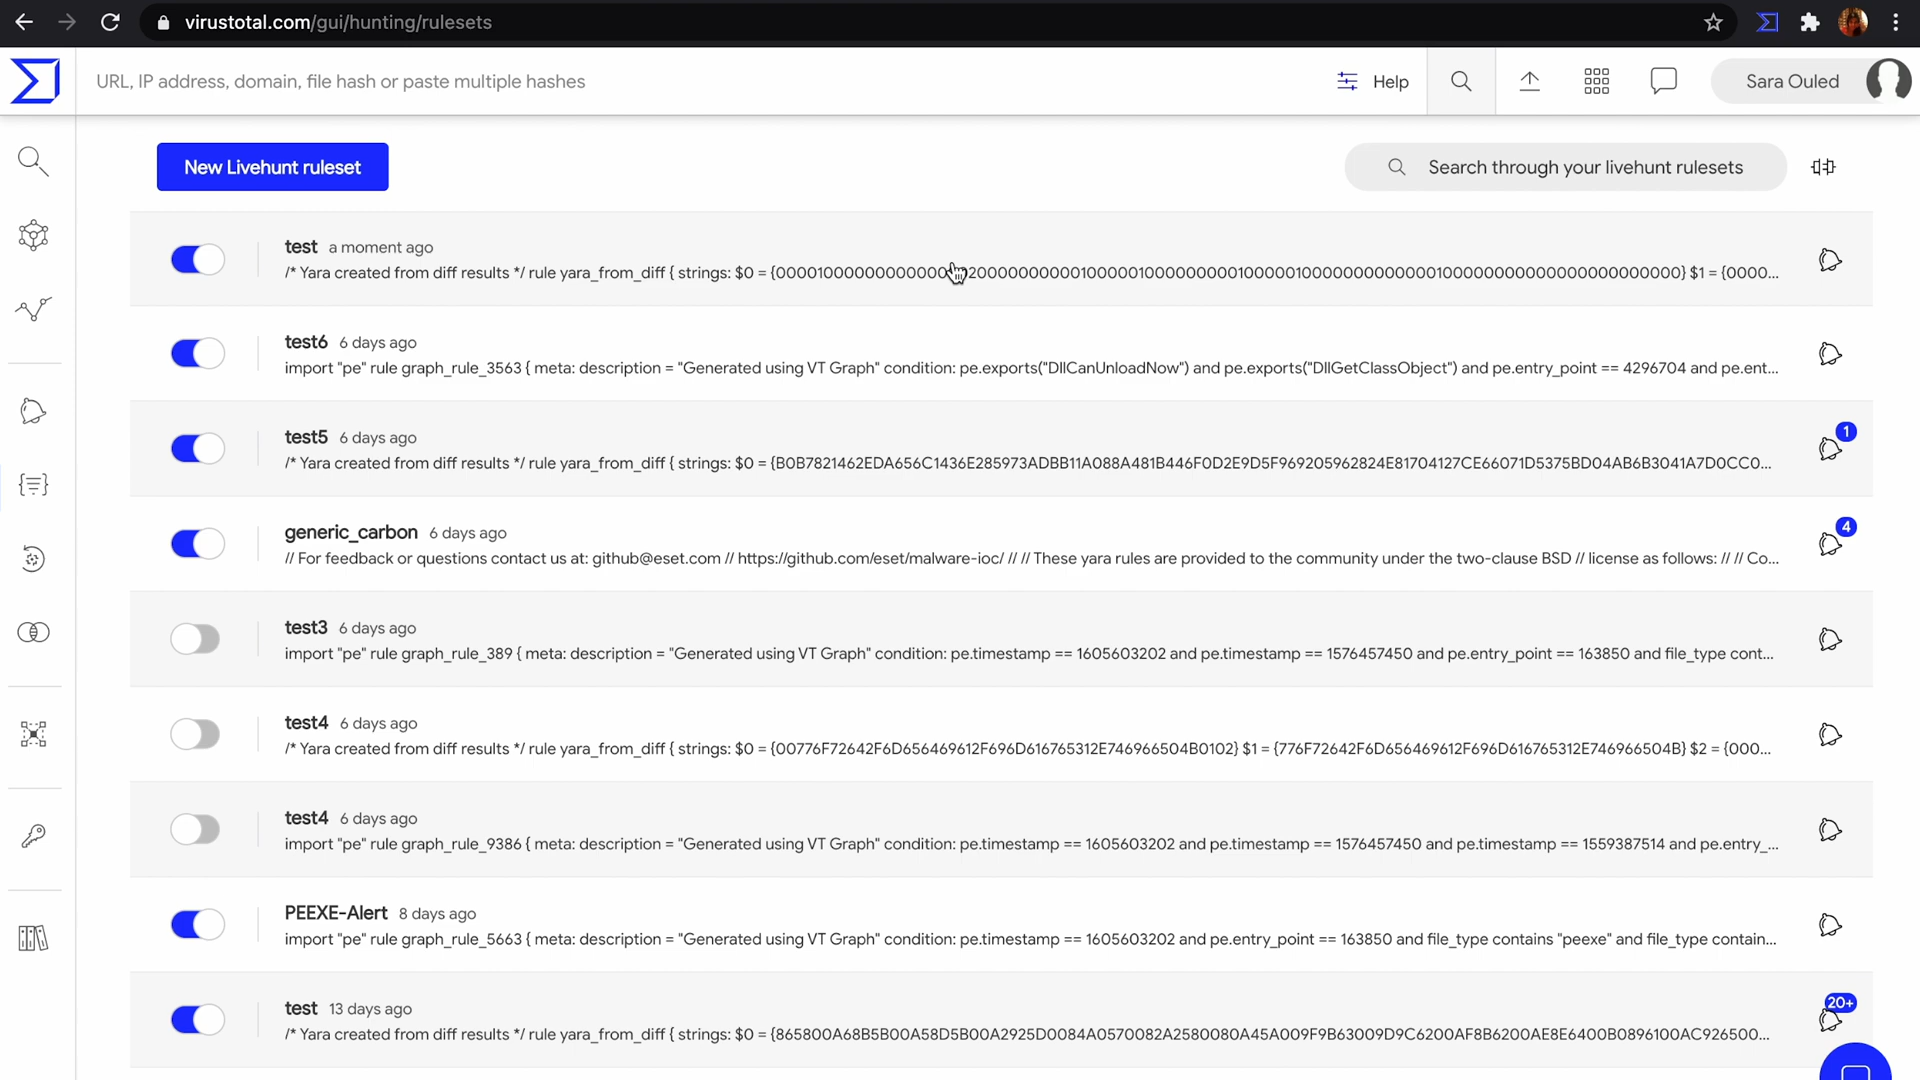 virustotal.com/gui/hunting/rulesets
URL, IP address, domain, file hash or paste multiple hashes
Help
Sara Ouled
New Livehunt ruleset
Search through your livehunt rulesets
test a moment ago
/* Yara created from diff results */ rule yara_from_diff { strings: $0 =
test6 6 days ago
import "pe" rule graph_rule_3563 { meta: description = "Generated using VT Graph" condition: pe.exports("DllCanUnloadNow") and pe.exports("DllGetClassObject") and pe.entry_point == 4296704 and pe.ent...
test5 6 days ago
1
/* Yara created from diff results */ rule yara_from_diff { strings: $0 = {B0B7821462EDA656C1436E285973ADBB11A088A481B446F0D2E9D5F969205962824E81704127CE66071D5375BD04AB6B3041A7D0CC0...
generic_carbon 6 days ago
4
// For feedback or questions contact us at: github@eset.com // https://github.com/eset/malware-ioc/ // // These yara rules are provided to the community under the two-clause BSD // license as follows: // // Co...
test3 6 days ago
import "pe" rule graph_rule_389 { meta: description = "Generated using VT Graph" condition: pe.timestamp == 1605603202 and pe.timestamp == 1576457450 and pe.entry_point == 163850 and file_type cont...
test4 6 days ago
/* Yara created from diff results */ rule yara_from_diff { strings: $0 = {00776F72642F6D656469612F696D616765312E746966504B0102} $1 = {776F72642F6D656469612F696D616765312E746966504B} $2 = {000...
test4 6 days ago
import "pe" rule graph_rule_9386 { meta: description = "Generated using VT Graph" condition: pe.timestamp == 1605603202 and pe.timestamp == 1576457450 and pe.timestamp == 1559387514 and pe.entry_...
PEEXE-Alert 8 days ago
import "pe" rule graph_rule_5663 { meta: description = "Generated using VT Graph" condition: pe.timestamp == 1605603202 and pe.entry_point == 163850 and file_type contains "peexe" and file_type contain...
test 13 days ago
20+
/* Yara created from diff results */ rule yara_from_diff { strings: $0 = {865800A68B5B00A58D5B00A2925D0084A0570082A2580080A45A009F9B63009D9C6200AF8B6200AE8E6400B0896100AC926500...